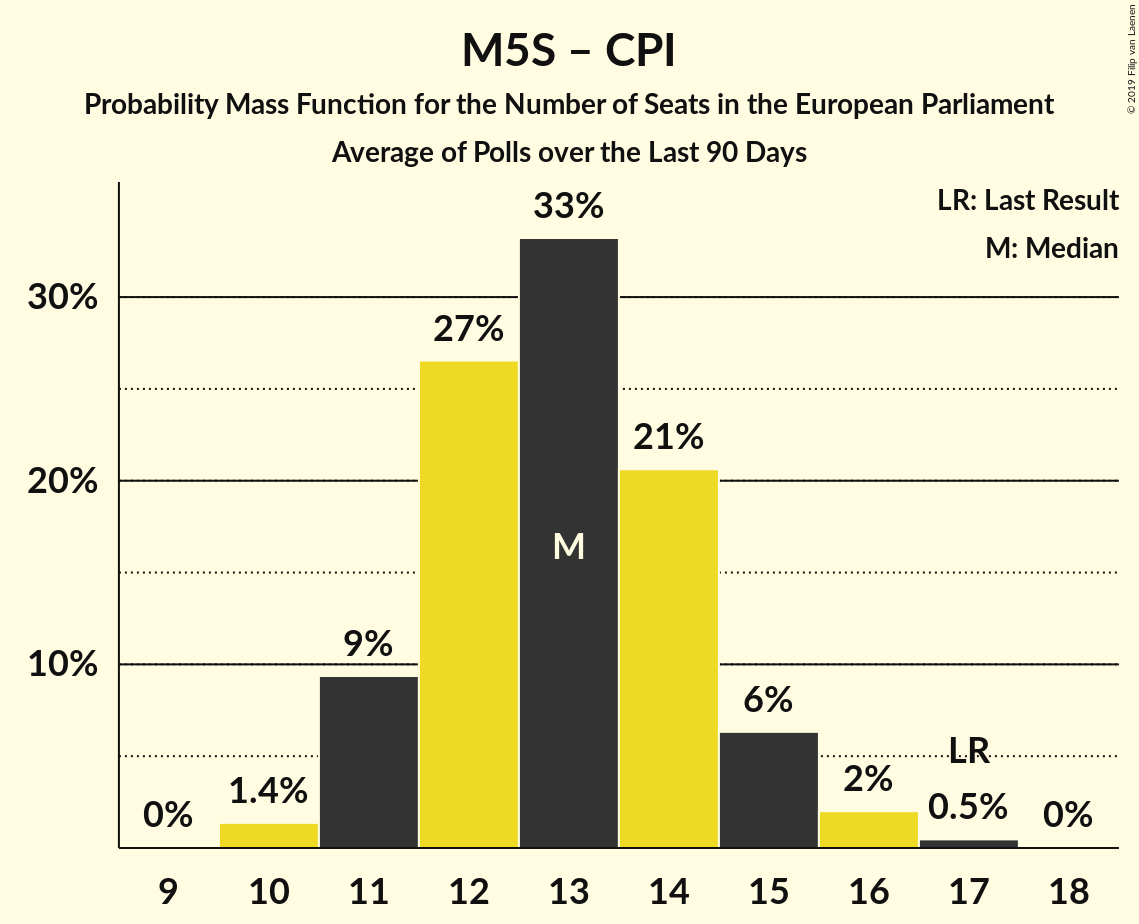 M5S – CPI
Probability Mass Function for the Number of Seats in the European Parliament
Average of Polls over the Last 90 Days
© 2019 Filip van Laenen
LR: Last Result
M: Median
30%
20%
10%
0%
1.4%
9%
27%
33%
M
21%
6%
2%
LR
0.5%
0%
9 10 11 12 13 14 15 16 17 18